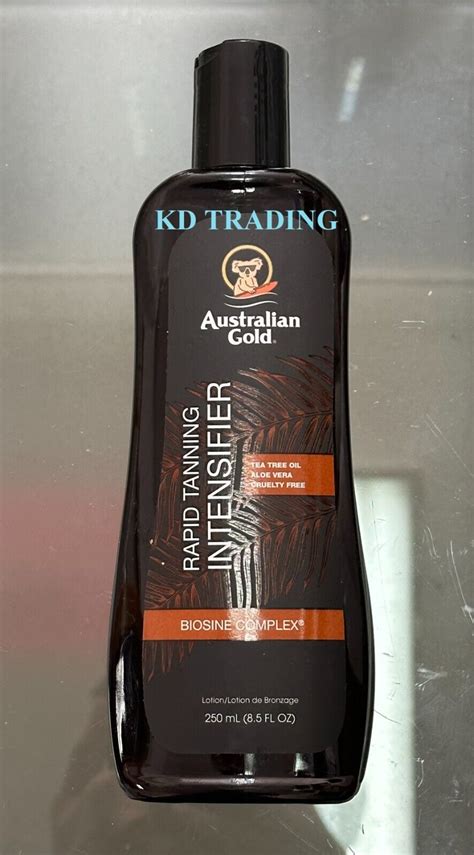 KD TRADING
Australian
Gold®
RAPID TANNING
INTENSIFIER
TEA TREE OIL
ALOE VERA
CRUELTY FREE
BIOSINE COMPLEX®
Lotion/Lotion de Bronzage
250 mL (8.5 FL OZ)